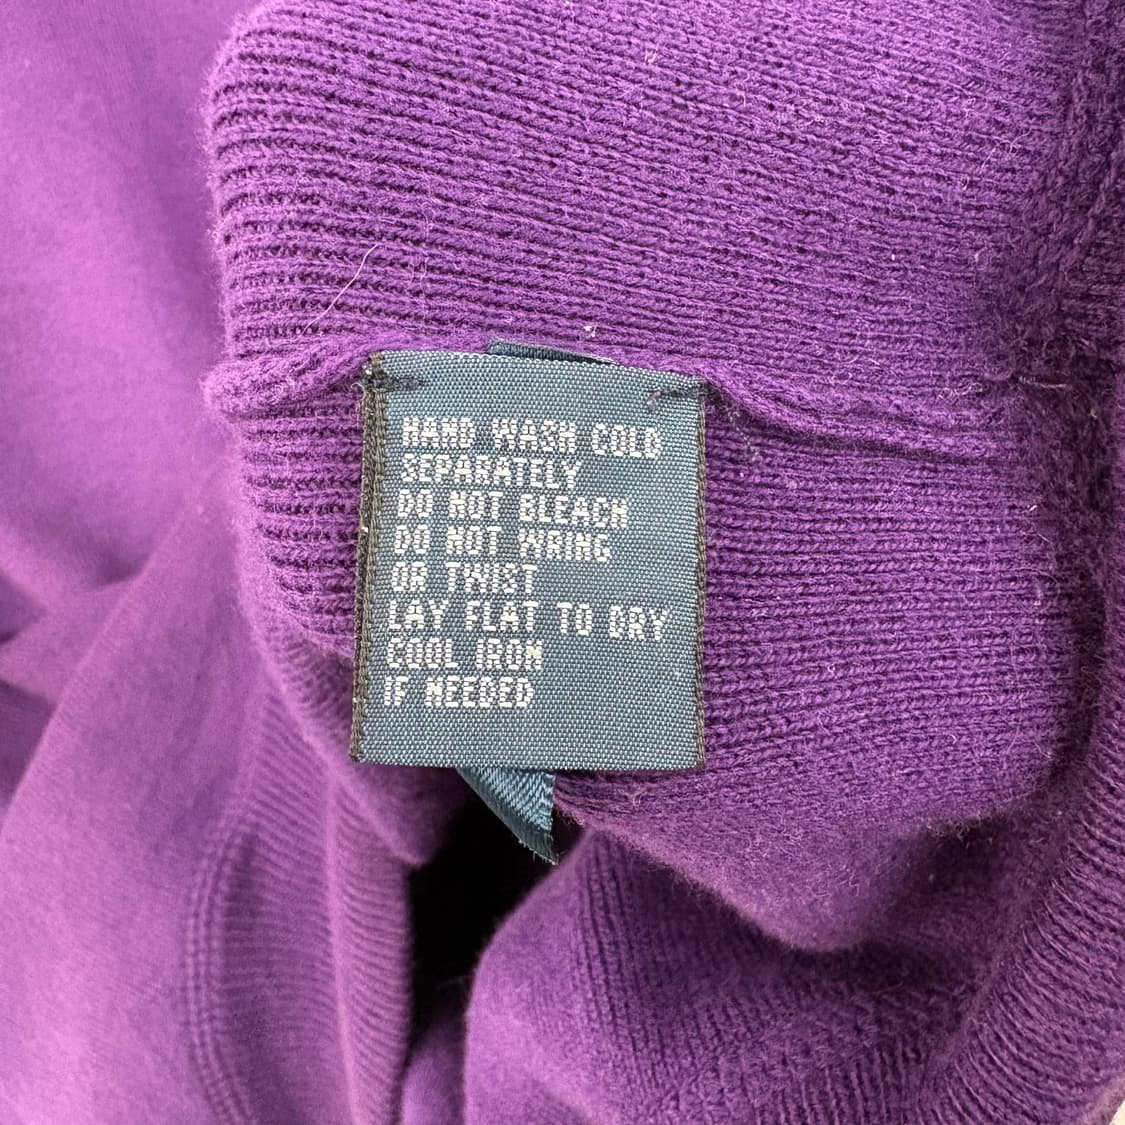 HAND WASH COLD
SEPARATELY
DO NOT BLEACH
DO NOT WRING
OR TWIST
LAY FLAT TO DRY
COOL IRON
IF NEEDED